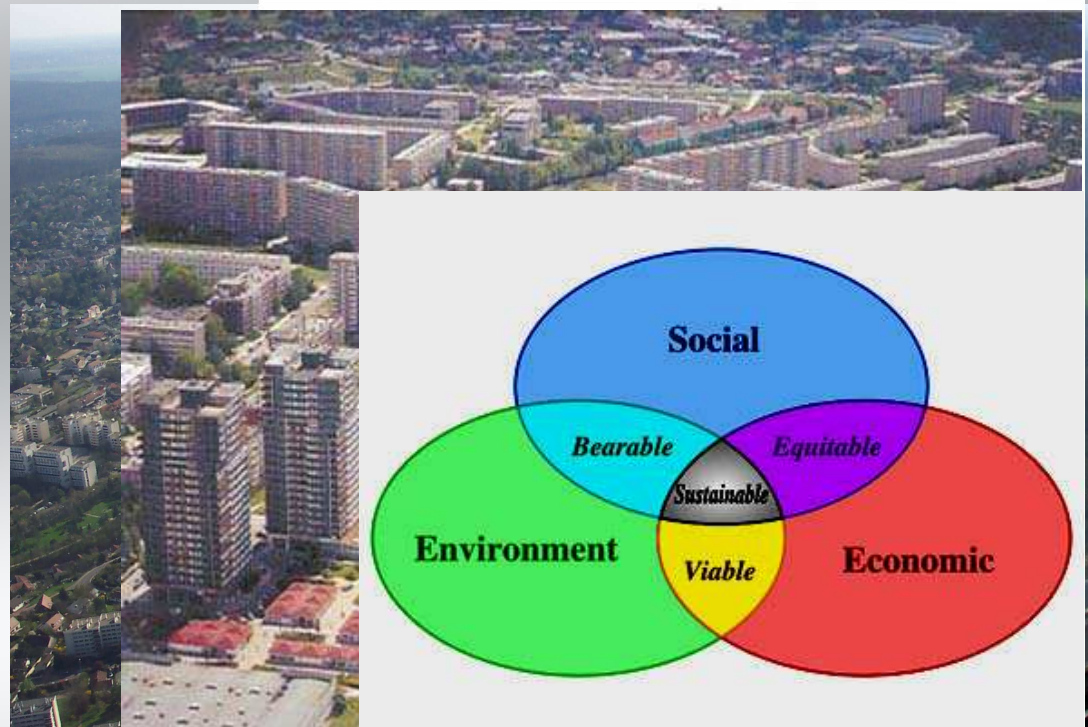 Social
Bearable
Equitable
Sustainable
Environment
Economic
Viable